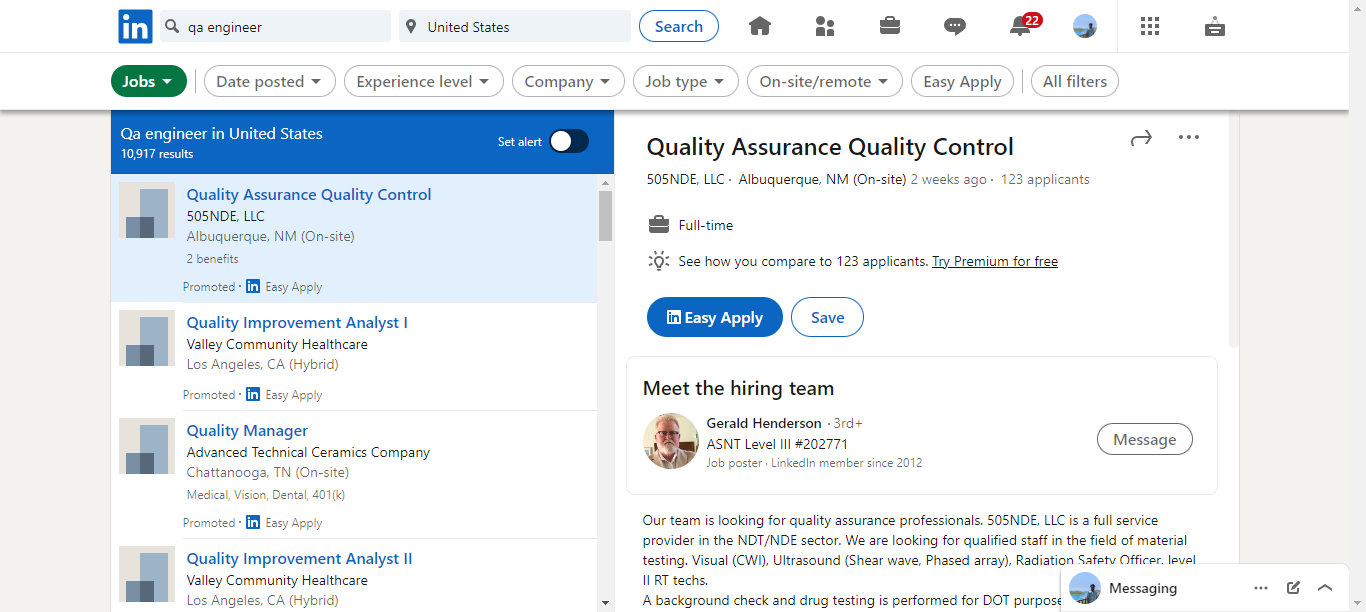 in
qa engineer
United States
Search
22
Jobs
Date posted
Experience level
Company
Job type
On-site/remote
Easy Apply
All filters
Qa engineer in United States
10,917 results
Set alert
Quality Assurance Quality Control
505NDE, LLC
Albuquerque, NM (On-site)
2 benefits
Promoted · in Easy Apply
Quality Improvement Analyst I
Valley Community Healthcare
Los Angeles, CA (Hybrid)
Promoted · in Easy Apply
Quality Manager
Advanced Technical Ceramics Company
Chattanooga, TN (On-site)
Medical, Vision, Dental, 401(k)
Promoted · in Easy Apply
Quality Improvement Analyst II
Valley Community Healthcare
Los Angeles, CA (Hybrid)
Quality Assurance Quality Control
505NDE, LLC · Albuquerque, NM (On-site) 2 weeks ago · 123 applicants
Full-time
See how you compare to 123 applicants. Try Premium for free
in Easy Apply
Save
Meet the hiring team
Gerald Henderson · 3rd+
ASNT Level III #202771
Job poster · LinkedIn member since 2012
Message
Our team is looking for quality assurance professionals. 505NDE, LLC is a full service
provider in the NDT/NDE sector. We are looking for qualified staff in the field of material
testing. Visual (CWI), Ultrasound (Shear wave, Phased array), Radiation Safety Officer, level
II RT techs.
A background check and drug testing is performed for DOT purpose
Messaging